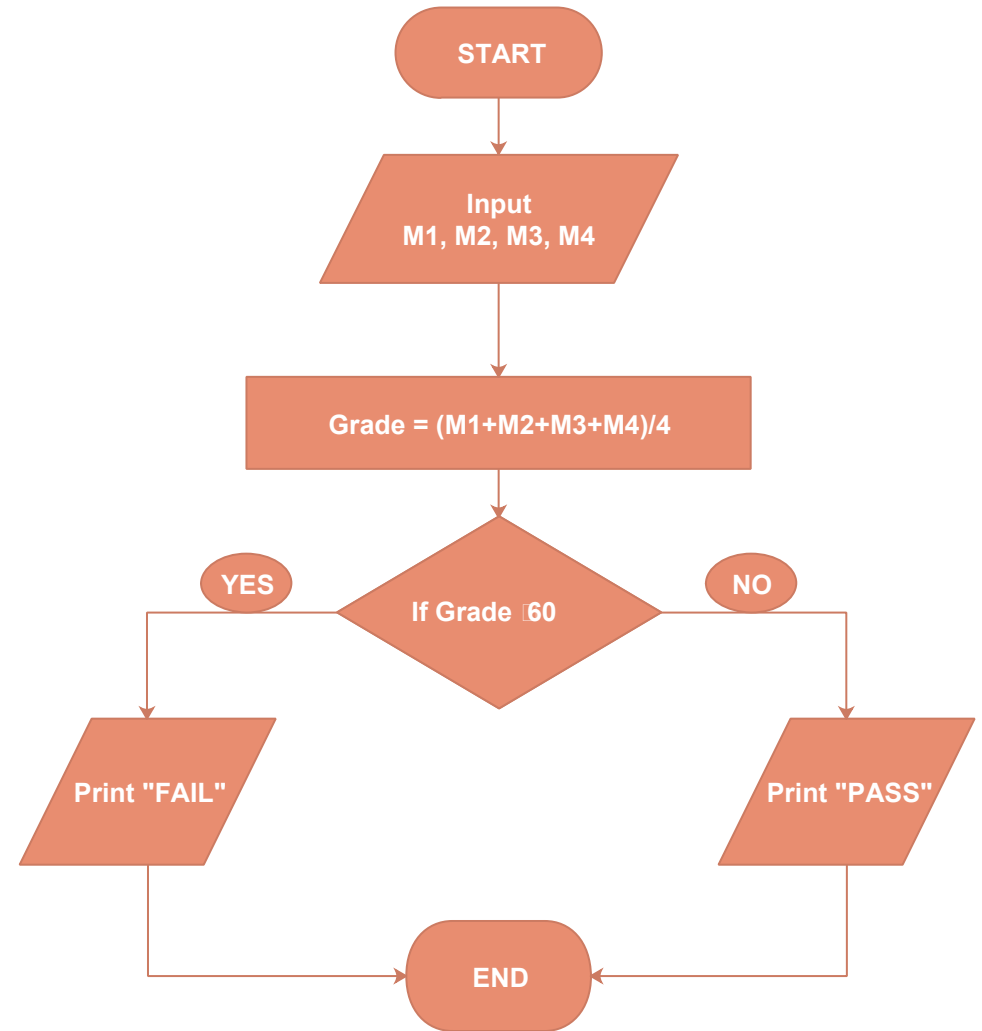 START
Input
M1, M2, M3, M4
Grade = (M1+M2+M3+M4)/4
YES
If Grade 60
NO
Print "FAIL"
Print "PASS"
END